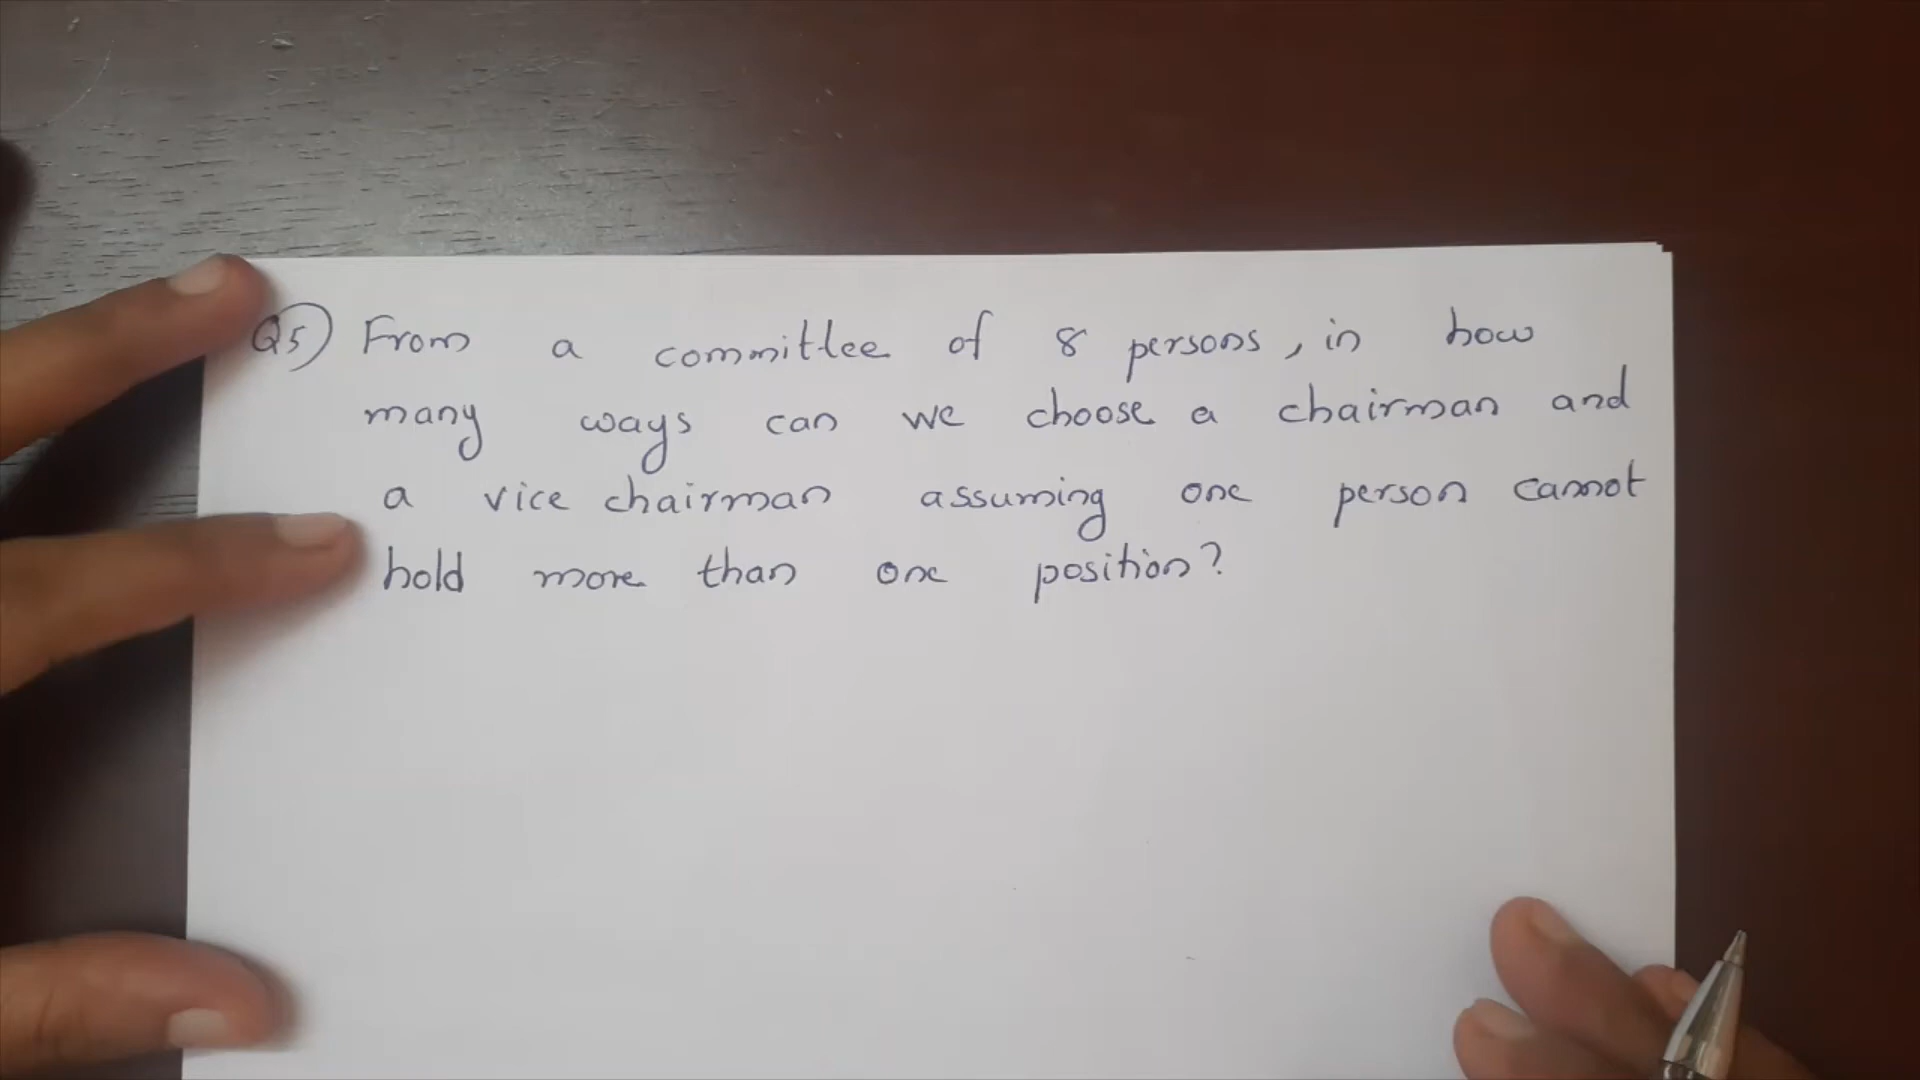 Q5) From a committee of 8 persons, in how
many ways can we choose a chairman and
a vice chairman assuming one person cannot
hold more than one position?